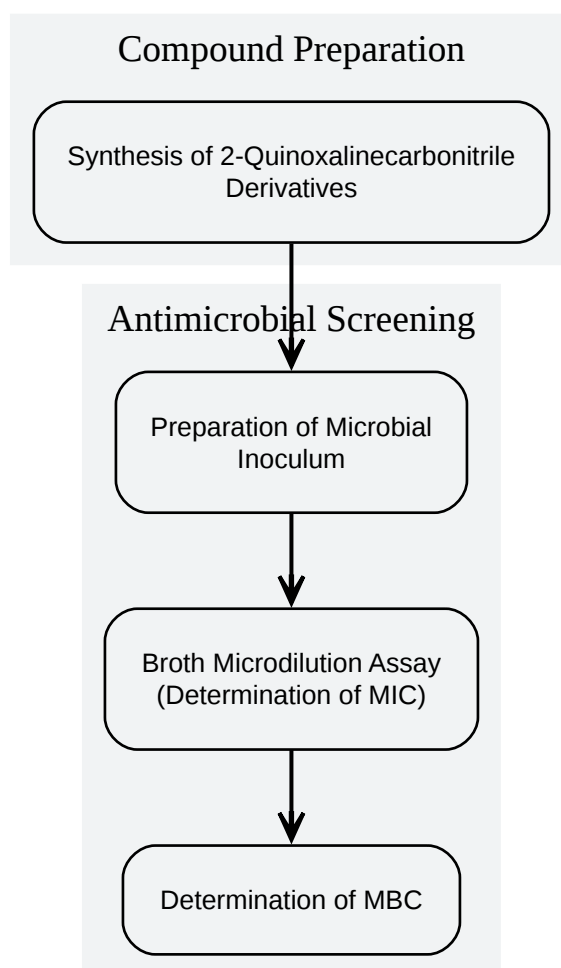 Compound Preparation
Synthesis of 2-Quinoxalinecarbonitrile
Derivatives
Antimicrobial Screening
Preparation of Microbial
Inoculum
Broth Microdilution Assay
(Determination of MIC)
Determination of MBC